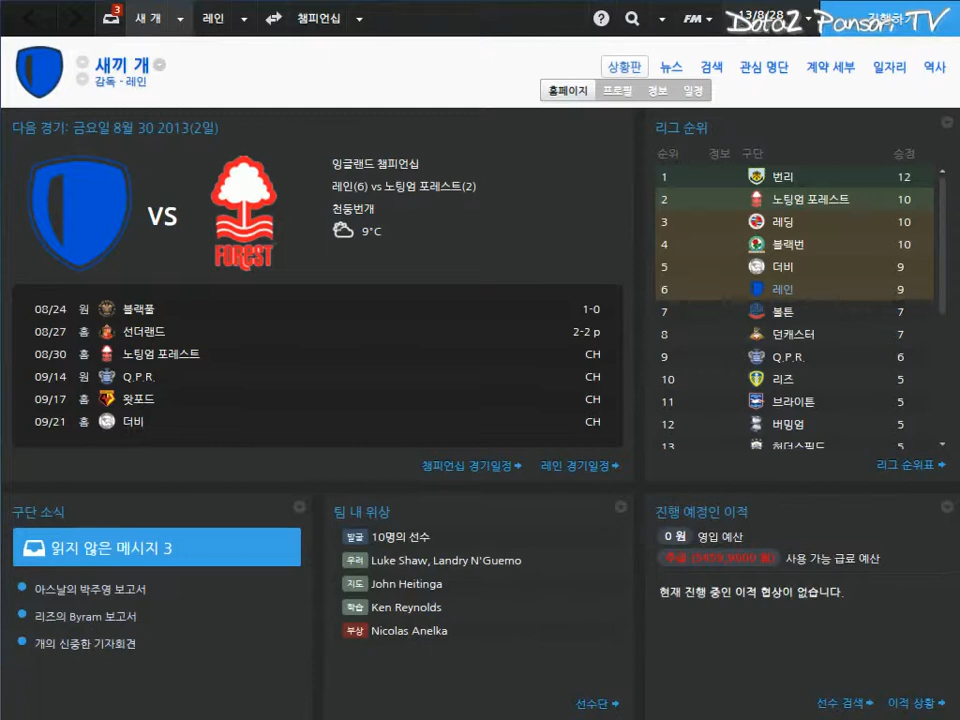 3
새 개
레인
챔피언십
FM
Dota2 Pansori TV
새끼 개
감독 - 레인
상황판 뉴스 검색 관심 명단 계약 세부 일자리 역사
홈페이지 프로필 정보 일정
다음 경기: 금요일 8월 30 2013(2일)
VS
FOREST
잉글랜드 챔피언십
레인(6) vs 노팅엄 포레스트(2)
천둥번개
9°C
08/24 원 블랙풀 1-0
08/27 홈 선더랜드 2-2 p
08/30 홈 노팅엄 포레스트 CH
09/14 원 Q.P.R. CH
09/17 홈 왓포드 CH
09/21 홈 더비 CH
챔피언십 경기일정 레인 경기일정
리그 순위
순위 정보 구단 승점
1 번리 12
2 노팅엄 포레스트 10
3 레딩 10
4 블랙번 10
5 더비 9
6 레인 9
7 볼튼 7
8 던캐스터 7
9 Q.P.R. 6
10 리즈 5
11 브라이튼 5
12 버밍엄 5
13 허더스필드 5
리그 순위표
구단 소식
읽지 않은 메시지 3
아스날의 박주영 보고서
리즈의 Byram 보고서
개의 신중한 기자회견
팀 내 위상
발굴 10명의 선수
우려 Luke Shaw, Landry N'Guemo
지도 John Heitinga
학습 Ken Reynolds
부상 Nicolas Anelka
선수단
진행 예정인 이적
0 원 영입 예산
사용 가능 급료 예산
현재 진행 중인 이적 협상이 없습니다.
선수 검색 이적 상황